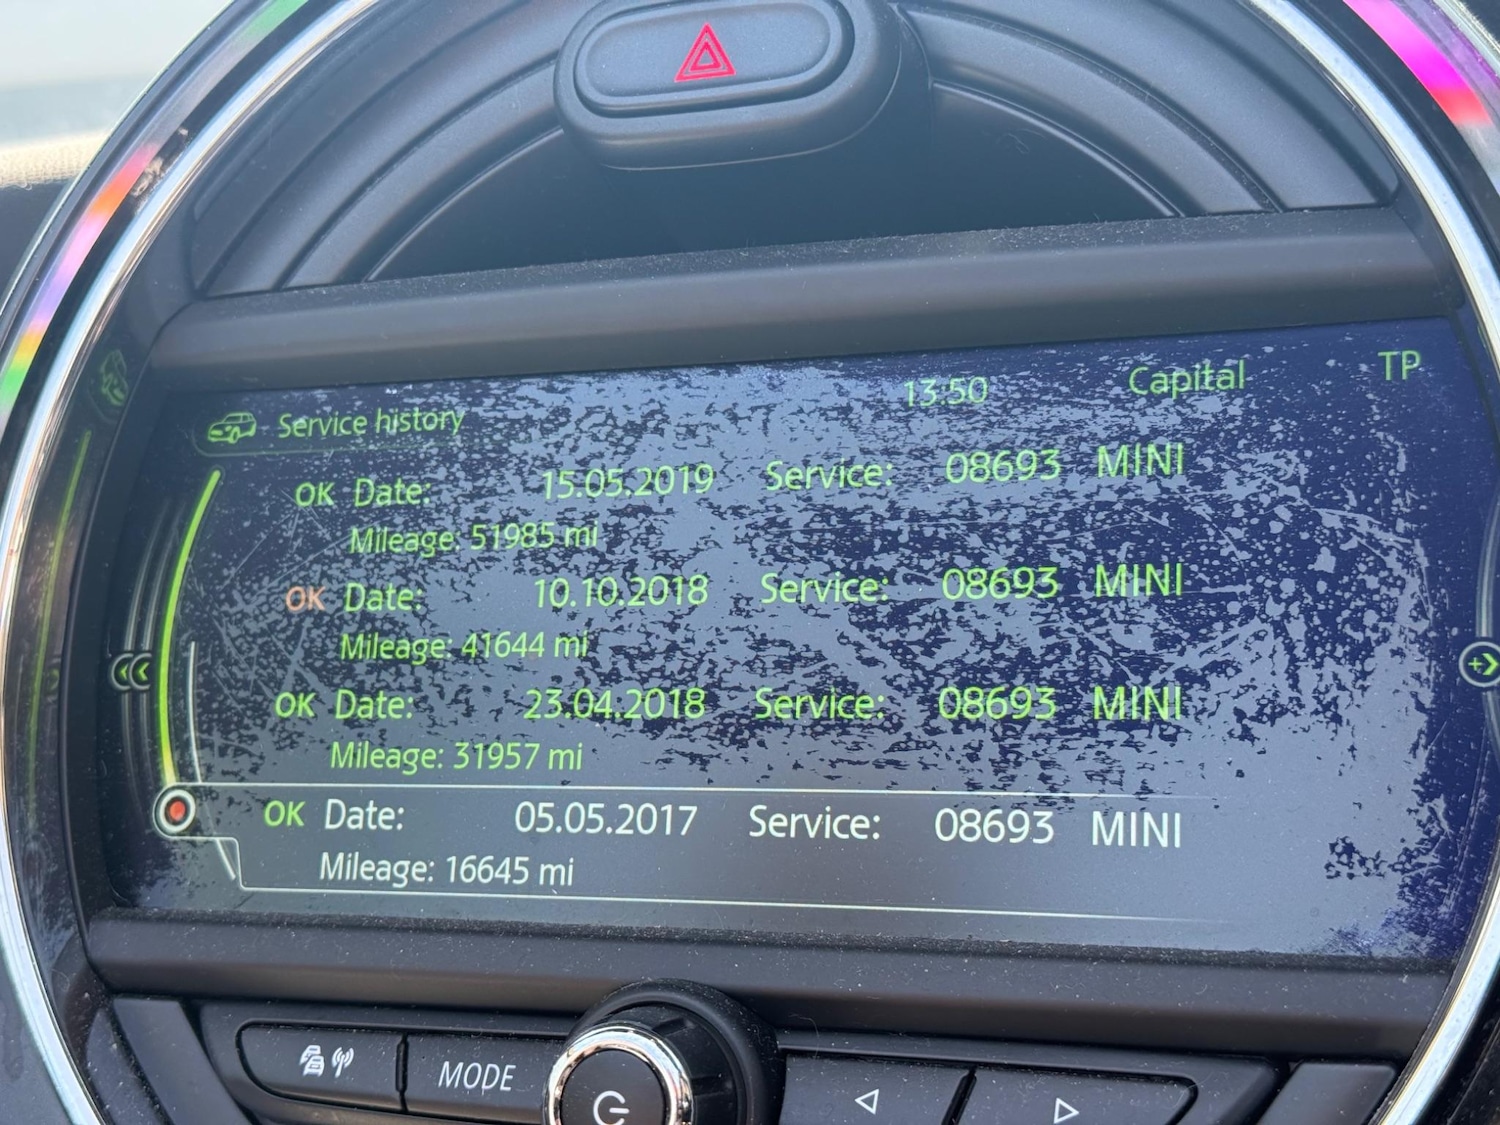 13:50 Capital TP
Service history
OK Date: 15.05.2019 Service: 08693 MINI
Mileage: 51985 mi
OK Date: 10.10.2018 Service: 08693 MINI
Mileage: 41644 mi
OK Date: 23.04.2018 Service: 08693 MINI
Mileage: 31957 mi
OK Date: 05.05.2017 Service: 08693 MINI
Mileage: 16645 mi
MODE